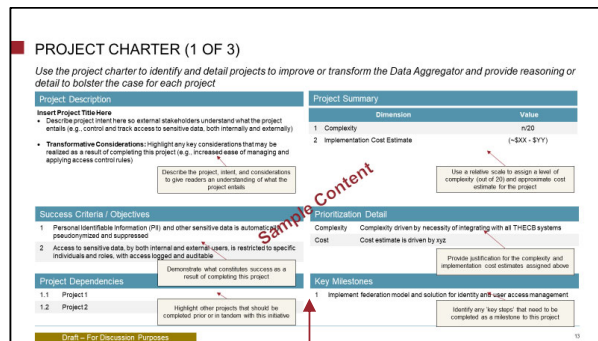 PROJECT CHARTER (1 OF 3)
Use the project charter to identify and detail projects to improve or transform the Data Aggregator and provide reasoning or
detail to bolster the case for each project
Project Description
Insert Project Title Here
• Describe project intent here so external stakeholders understand what the project
entails (e.g., control and track access to sensitive data, both internally and externally)
• Transformative Considerations: Highlight any key considerations that may be
realized as a result of completing this project (e.g., increased ease of managing and
applying access control rules)
Describe the project, intent, and considerations
to give readers an understanding of what the
project entails
Project Summary
Dimension Value
1 Complexity n/20
2 Implementation Cost Estimate (~$XX - $YY)
Use a relative scale to assign a level of
complexity (out of 20) and approximate cost
estimate for the project
Sample Content
Success Criteria / Objectives
1 Personal Identifiable Information (PII) and other sensitive data is automatically
pseudonymized and suppressed
2 Access to sensitive data, by both internal and external users, is restricted to specific
individuals and roles, with access logged and auditable
Demonstrate what constitutes success as a
result of completing this project
Prioritization Detail
Complexity Complexity driven by necessity of integrating with all THECB systems
Cost Cost estimate is driven by xyz
Provide justification for the complexity and
implementation cost estimates assigned above
Project Dependencies
1.1 Project 1
1.2 Project 2
Highlight other projects that should be
completed prior or in tandem with this initiative
Key Milestones
1 Implement federation model and solution for identity and user access management
Identify any 'key steps' that need to be
completed as a milestone to this project
Draft – For Discussion Purposes